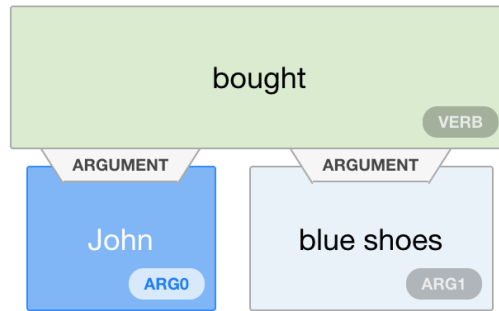 bought
VERB
ARGUMENT ARGUMENT
John blue shoes
ARG0 ARG1